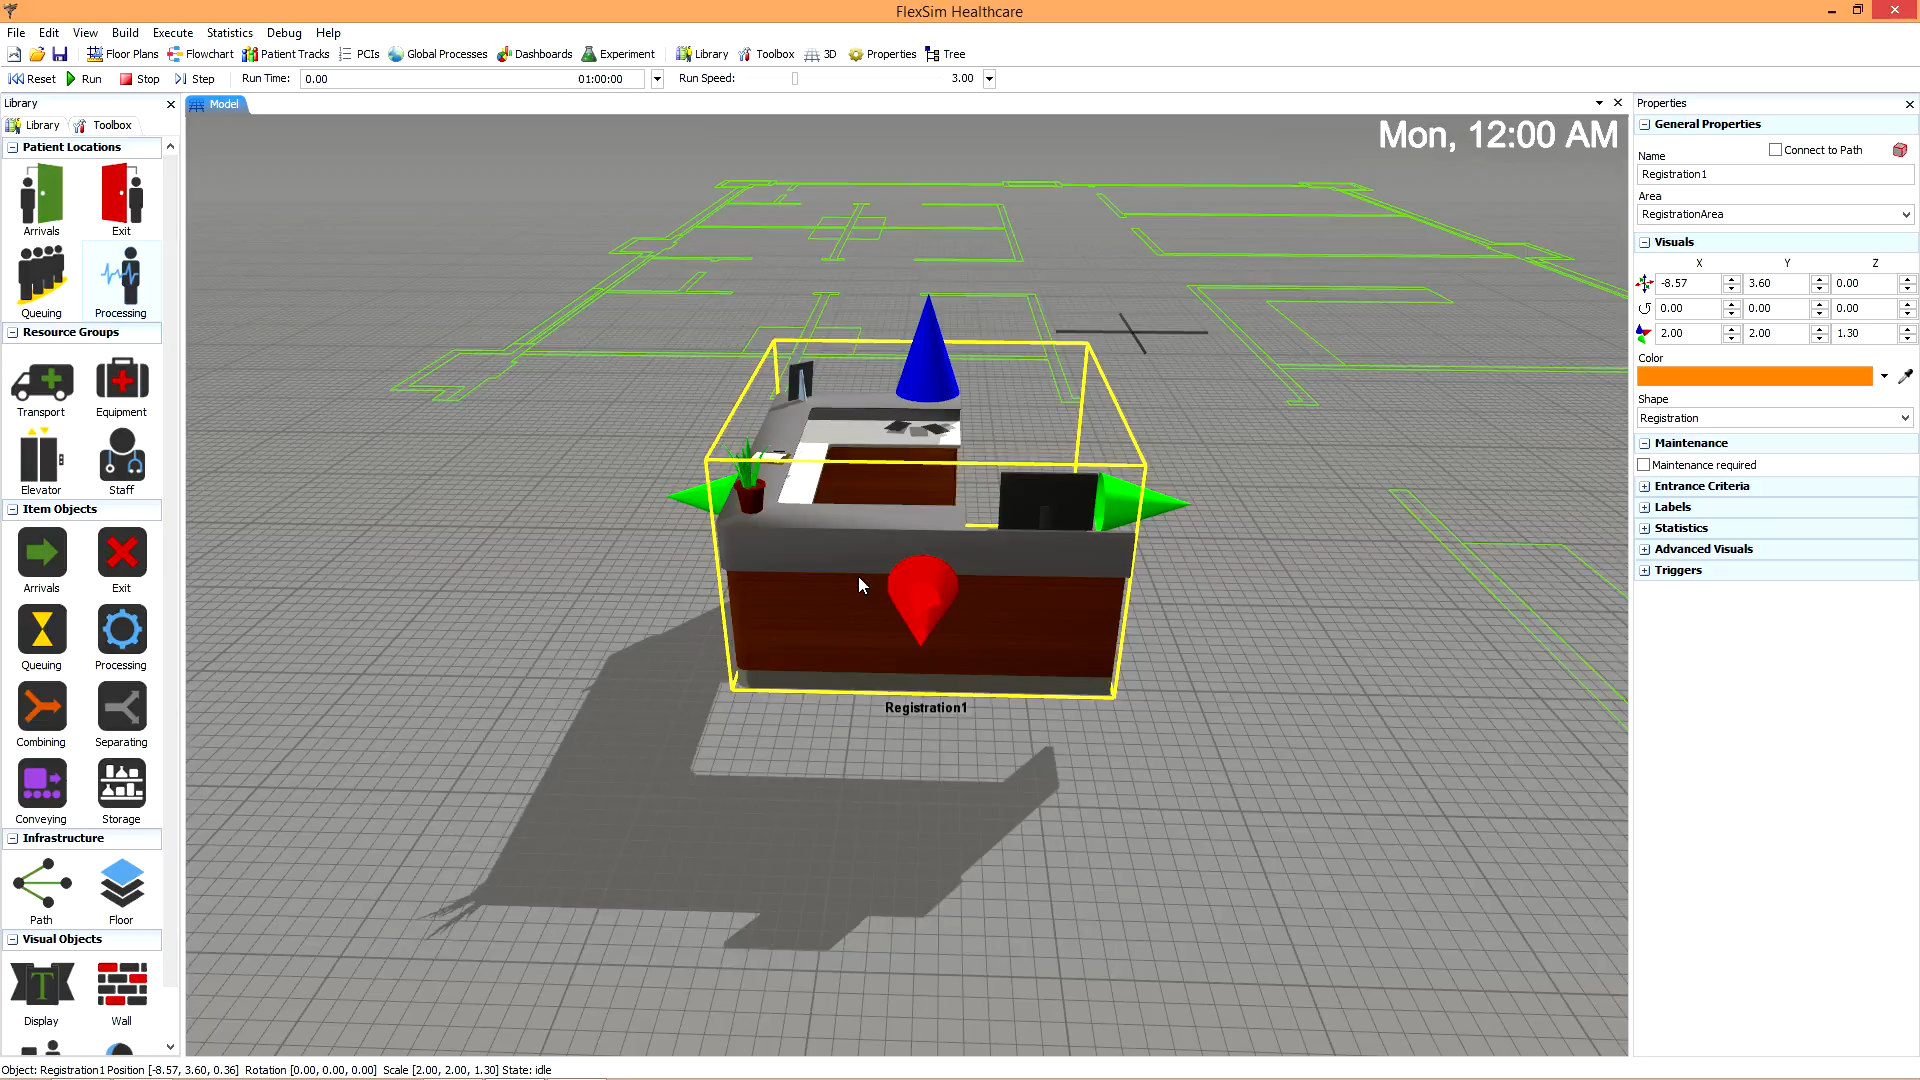 FlexSim Healthcare
File Edit View Build Execute Statistics Debug Help
Floor Plans Flowchart Patient Tracks PCIs Global Processes Dashboards Experiment Library Toolbox 3D Properties Tree
Reset Run Stop Step Run Time: 0.00 01:00:00 Run Speed: 3.00
Library
Library Toolbox
Patient Locations
Arrivals Exit
Queuing Processing
Resource Groups
Transport Equipment
Elevator Staff
Item Objects
Arrivals Exit
Queuing Processing
Combining Separating
Conveying Storage
Infrastructure
Path Floor
Visual Objects
T
Display Wall
Model
Mon, 12:00 AM
Registration1
Properties
General Properties
Connect to Path
Name
Registration1
Area
RegistrationArea
Visuals
X Y Z
-8.57 3.60 0.00
0.00 0.00 0.00
2.00 2.00 1.30
Color
Shape
Registration
Maintenance
Maintenance required
Entrance Criteria
Labels
Statistics
Advanced Visuals
Triggers
Object: Registration1 Position [-8.57, 3.60, 0.36] Rotation [0.00, 0.00, 0.00] Scale [2.00, 2.00, 1.30] State: idle